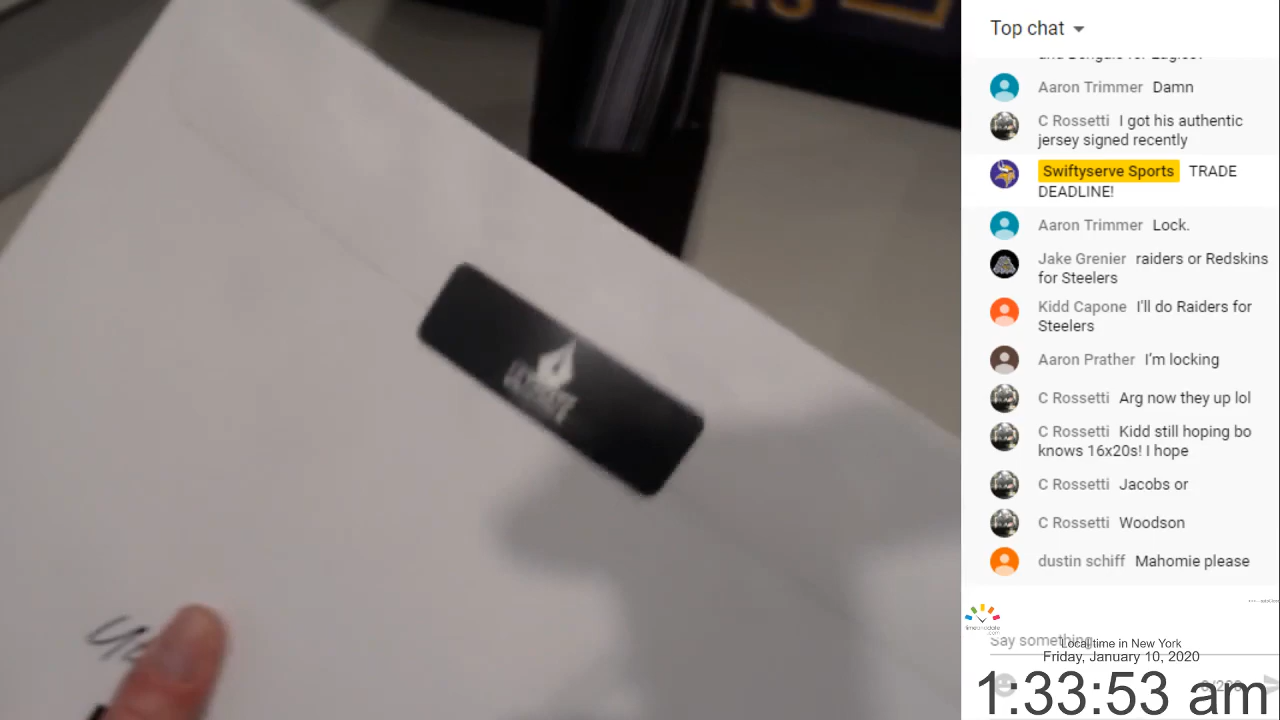 Top chat
Aaron Trimmer Damn
C Rossetti I got his authentic
jersey signed recently
Swiftyserve Sports TRADE
DEADLINE!
Aaron Trimmer Lock.
Jake Grenier raiders or Redskins
for Steelers
Kidd Capone I'll do Raiders for
Steelers
Aaron Prather I'm locking
C Rossetti Arg now they up lol
C Rossetti Kidd still hoping bo
knows 16x20s! I hope
C Rossetti Jacobs or
C Rossetti Woodson
dustin schiff Mahomie please
Say something...
Local time in New York
Friday, January 10, 2020
1:33:53 am